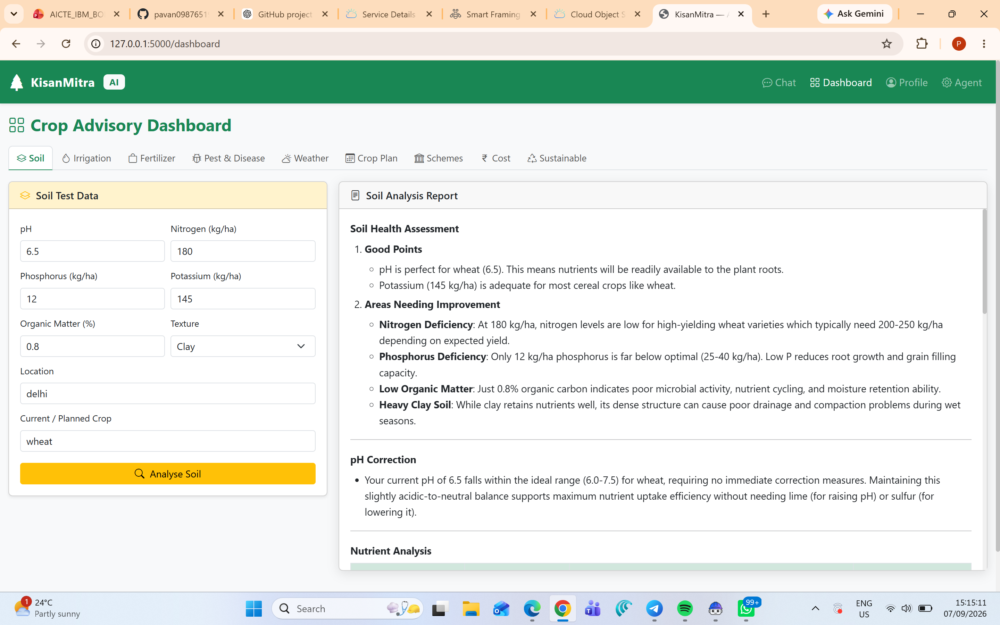 AICTE_IBM_BO
pavan09876515
GitHub project
Service Details
Smart Framing
Cloud Object S
KisanMitra — A
Ask Gemini
127.0.0.1:5000/dashboard
P
KisanMitra AI
Chat
Dashboard
Profile
Agent
Crop Advisory Dashboard
Soil
Irrigation
Fertilizer
Pest & Disease
Weather
Crop Plan
Schemes
₹ Cost
Sustainable
Soil Test Data
pH
Nitrogen (kg/ha)
6.5
180
Phosphorus (kg/ha)
Potassium (kg/ha)
12
145
Organic Matter (%)
Texture
0.8
Clay
Location
delhi
Current / Planned Crop
wheat
Analyse Soil
Soil Analysis Report
Soil Health Assessment
1. Good Points
pH is perfect for wheat (6.5). This means nutrients will be readily available to the plant roots.
Potassium (145 kg/ha) is adequate for most cereal crops like wheat.
2. Areas Needing Improvement
Nitrogen Deficiency: At 180 kg/ha, nitrogen levels are low for high-yielding wheat varieties which typically need 200-250 kg/ha
depending on expected yield.
Phosphorus Deficiency: Only 12 kg/ha phosphorus is far below optimal (25-40 kg/ha). Low P reduces root growth and grain filling
capacity.
Low Organic Matter: Just 0.8% organic carbon indicates poor microbial activity, nutrient cycling, and moisture retention ability.
Heavy Clay Soil: While clay retains nutrients well, its dense structure can cause poor drainage and compaction problems during wet
seasons.
pH Correction
Your current pH of 6.5 falls within the ideal range (6.0-7.5) for wheat, requiring no immediate correction measures. Maintaining this
slightly acidic-to-neutral balance supports maximum nutrient uptake efficiency without needing lime (for raising pH) or sulfur (for
lowering it).
Nutrient Analysis
1
24°C
Partly sunny
Search
99+
ENG
US
15:15:11
07/09/2026